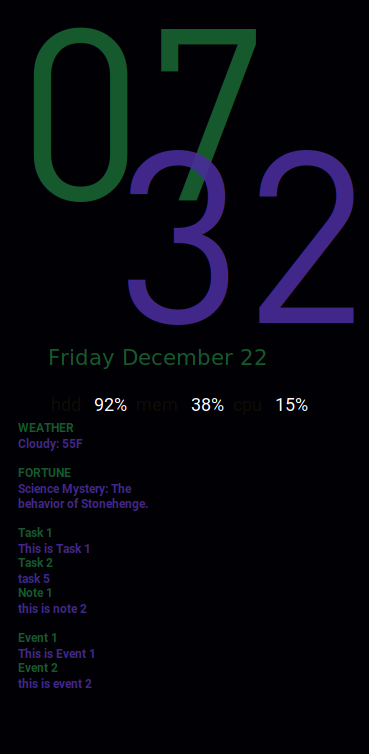 07
32
Friday December 22
hdd 92% mem 38% cpu 15%
WEATHER
Cloudy: 55F
FORTUNE
Science Mystery: The
behavior of Stonehenge.
Task 1
This is Task 1
Task 2
task 5
Note 1
this is note 2
Event 1
This is Event 1
Event 2
this is event 2